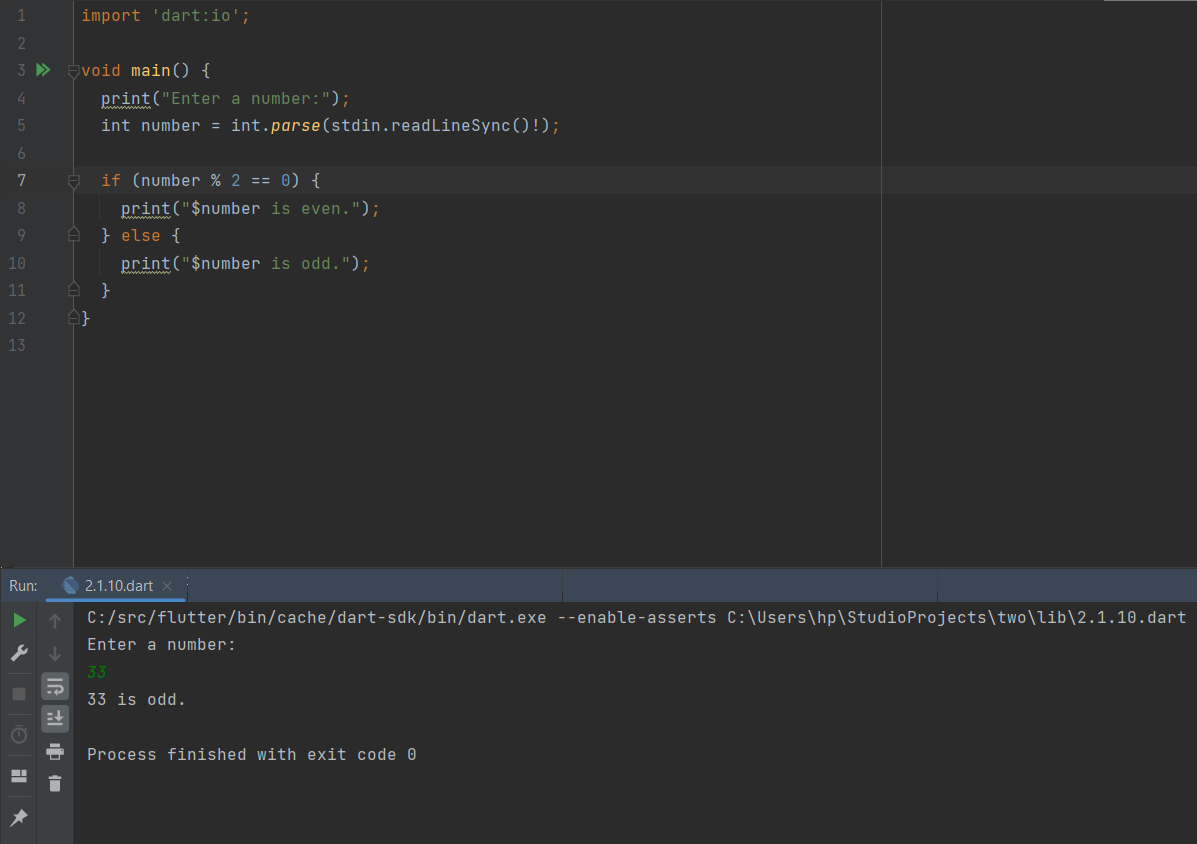 1 import 'dart:io';
2
3 void main() {
4 print("Enter a number:");
5 int number = int.parse(stdin.readLineSync()!);
6
7 if (number % 2 == 0) {
8 print("$number is even.");
9 } else {
10 print("$number is odd.");
11 }
12 }
13
Run: 2.1.10.dart
C:/src/flutter/bin/cache/dart-sdk/bin/dart.exe --enable-asserts C:\Users\hp\StudioProjects\two\lib\2.1.10.dart
Enter a number:
33
33 is odd.
Process finished with exit code 0